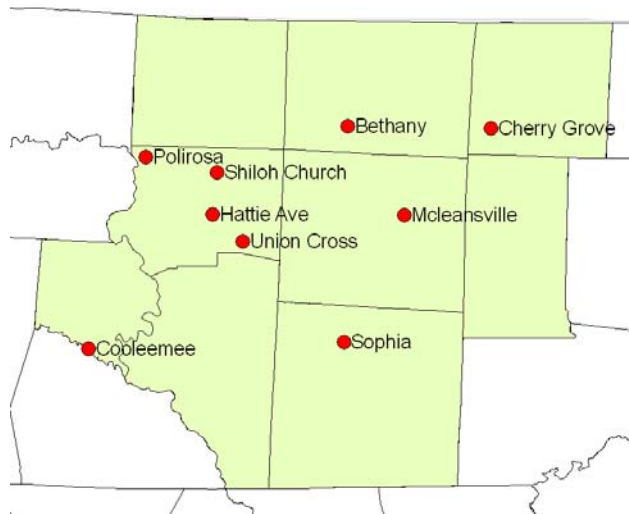 Bethany
Cherry Grove
Polirosa
Shiloh Church
Hattie Ave
Mcleansville
Union Cross
Sophia
Cooleemee